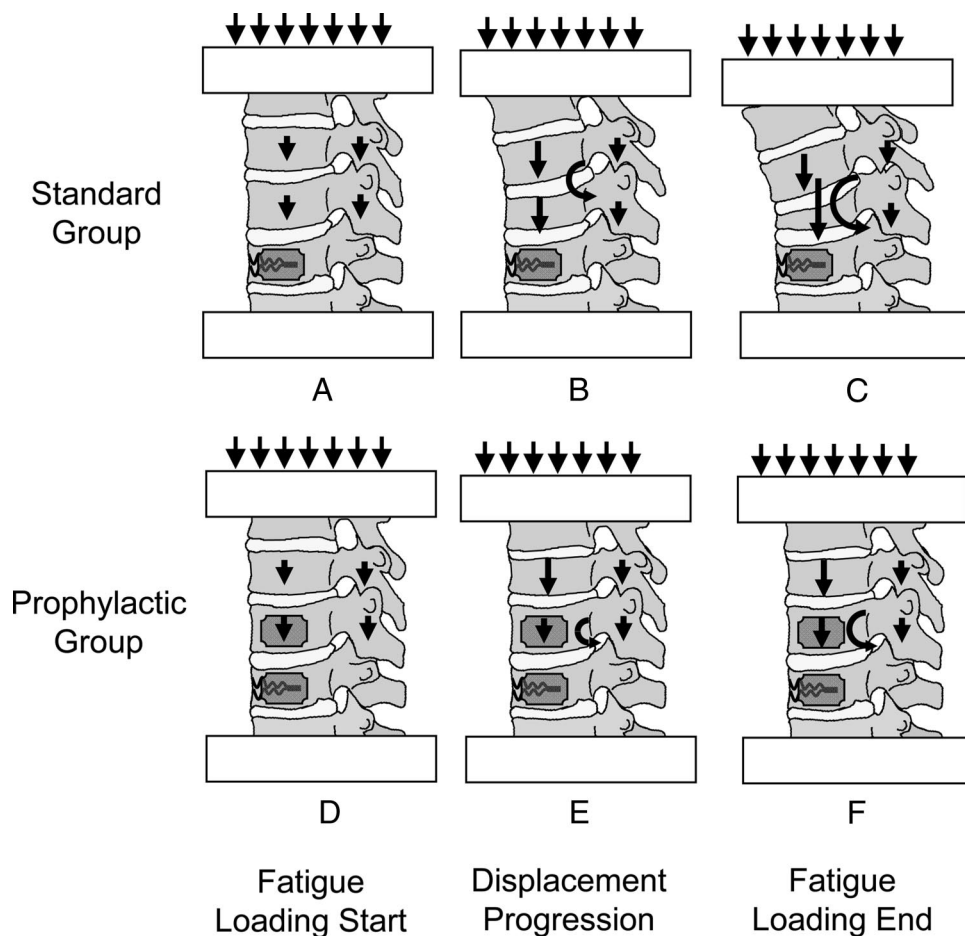 Standard
Group
A
B
C
Prophylactic
Group
D
E
F
Fatigue
Loading Start
Displacement
Progression
Fatigue
Loading End